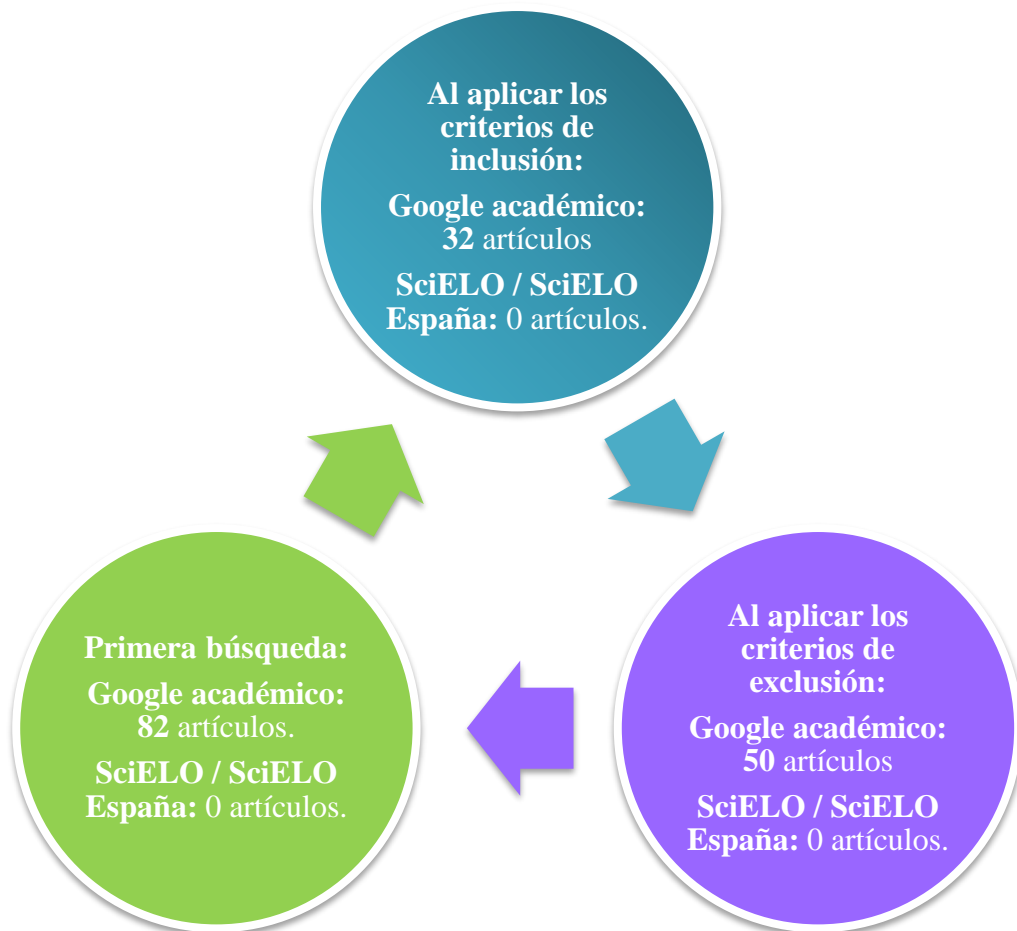 Al aplicar los
criterios de
inclusión:
Google académico:
32 artículos
SciELO / SciELO
España: 0 artículos.
Primera búsqueda:
Google académico:
82 artículos.
SciELO / SciELO
España: 0 artículos.
Al aplicar los
criterios de
exclusión:
Google académico:
50 artículos
SciELO / SciELO
España: 0 artículos.